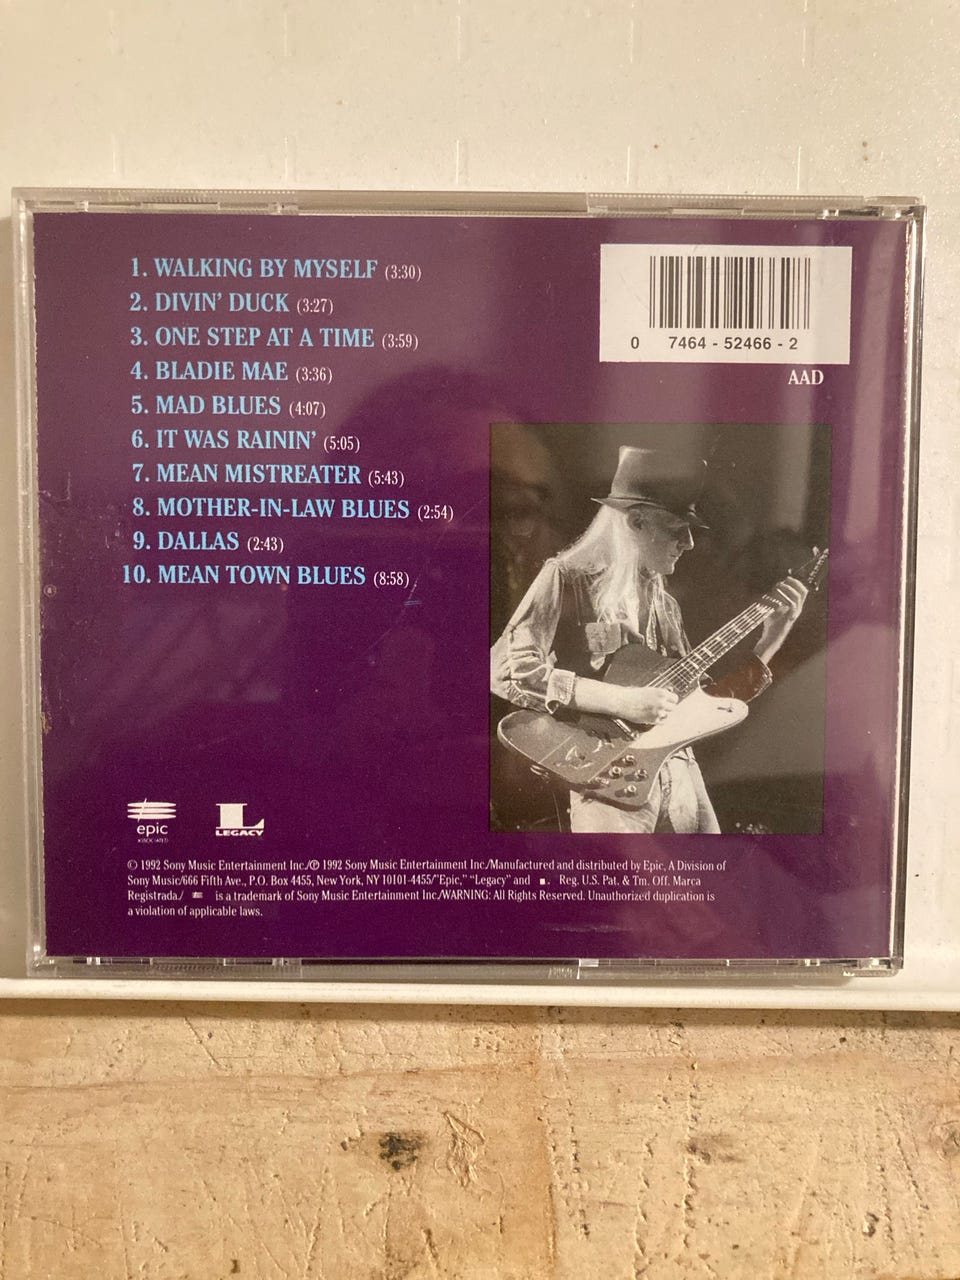 1. WALKING BY MYSELF (3:30)
2. DIVIN' DUCK (3:27)
3. ONE STEP AT A TIME (3:59)
4. BLADIE MAE (3:36)
5. MAD BLUES (4:07)
6. IT WAS RAININ' (5:05)
7. MEAN MISTREATER (5:43)
8. MOTHER-IN-LAW BLUES (2:54)
9. DALLAS (2:43)
10. MEAN TOWN BLUES (8:58)
0 7464 - 52466 - 2
AAD
epic
L
LEGACY
© 1992 Sony Music Entertainment Inc./℗ 1992 Sony Music Entertainment Inc./Manufactured and distributed by Epic, A Division of
Sony Music/666 Fifth Ave., P.O. Box 4455, New York, NY 10101-4455/"Epic," "Legacy" and . Reg. U.S. Pat. & Tm. Off. Marca
Registrada./ is a trademark of Sony Music Entertainment Inc./WARNING: All Rights Reserved. Unauthorized duplication is
a violation of applicable laws.